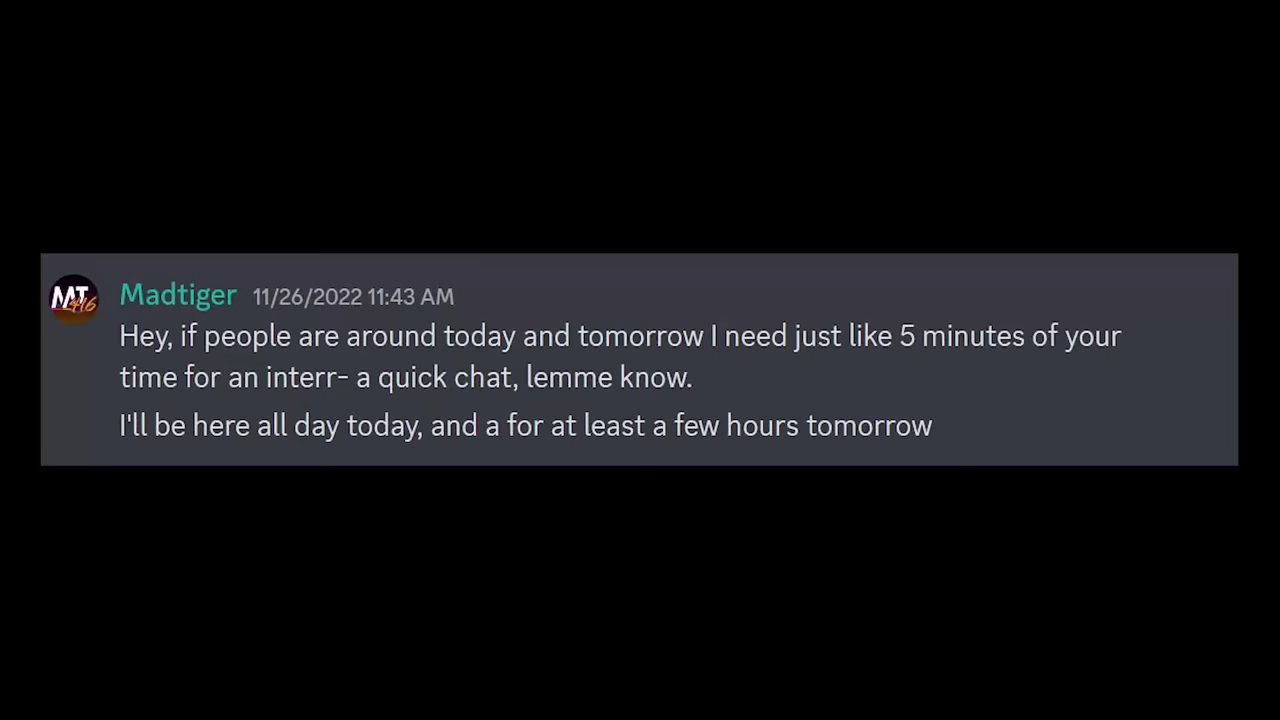 MT
416
Madtiger 11/26/2022 11:43 AM
Hey, if people are around today and tomorrow I need just like 5 minutes of your
time for an interr- a quick chat, lemme know.
I'll be here all day today, and a for at least a few hours tomorrow